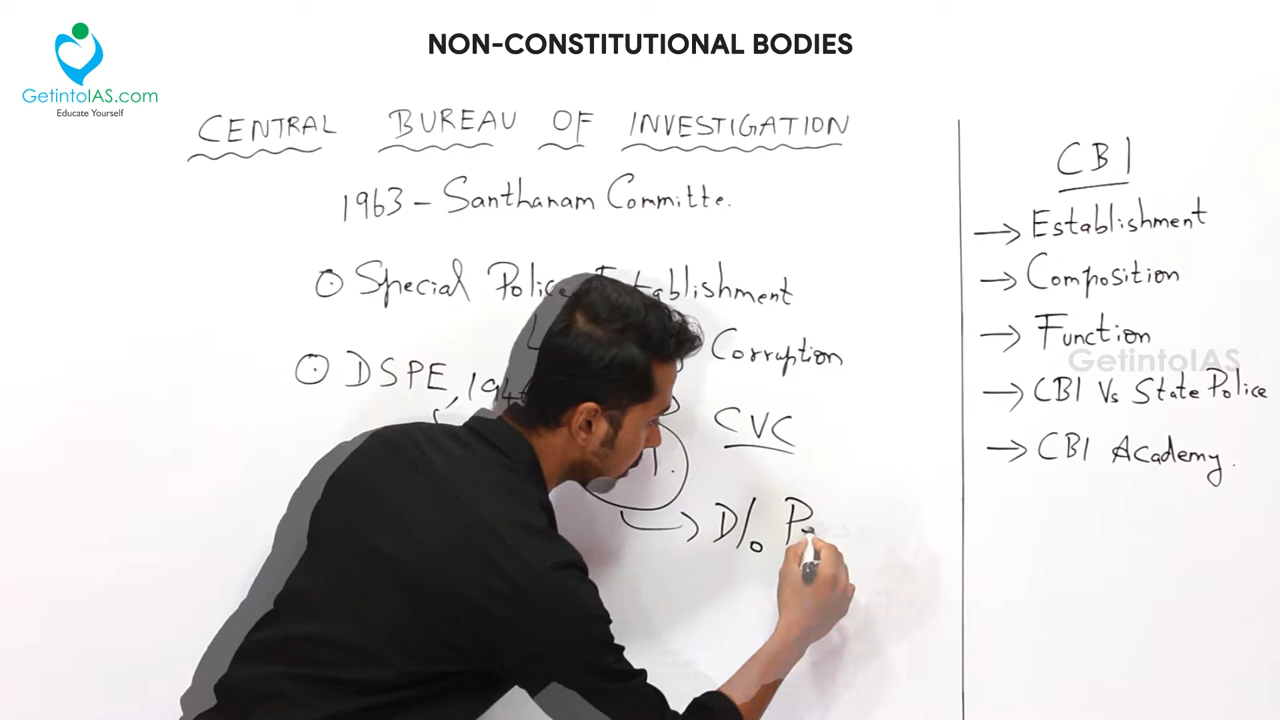 NON-CONSTITUTIONAL BODIES
GetintoIAS.com
Educate Yourself
CENTRAL BUREAU OF INVESTIGATION
1963 - Santhanam Committe.
Special Police Establishment
Corruption
DSPE,
CVC
D/o
CBI
→ Establishment
→ Composition
→ Function
GetintoIAS
→ CBI Vs State Police
→ CBI Academy.